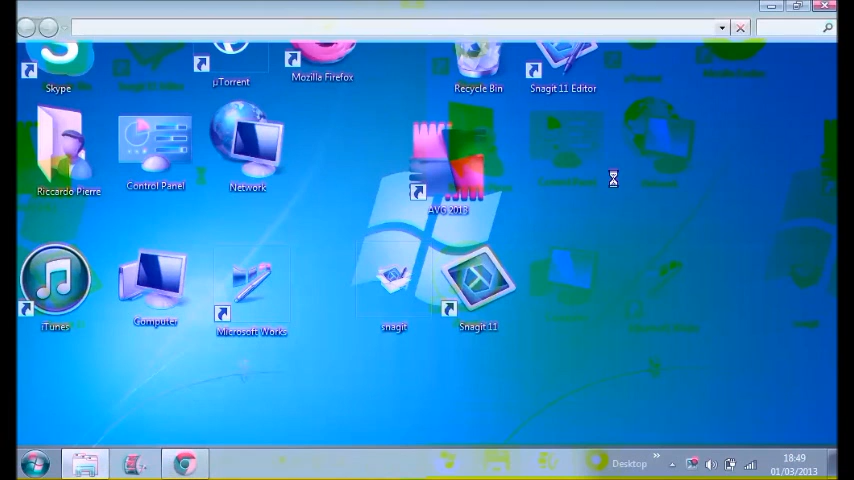 Skype
µTorrent
Mozilla Firefox
Recycle Bin
Snagit 11 Editor
Riccardo Pierre
Control Panel
Network
AVG 2013
iTunes
Computer
Microsoft Works
snagit
Snagit 11
Desktop
18:49
01/03/2013